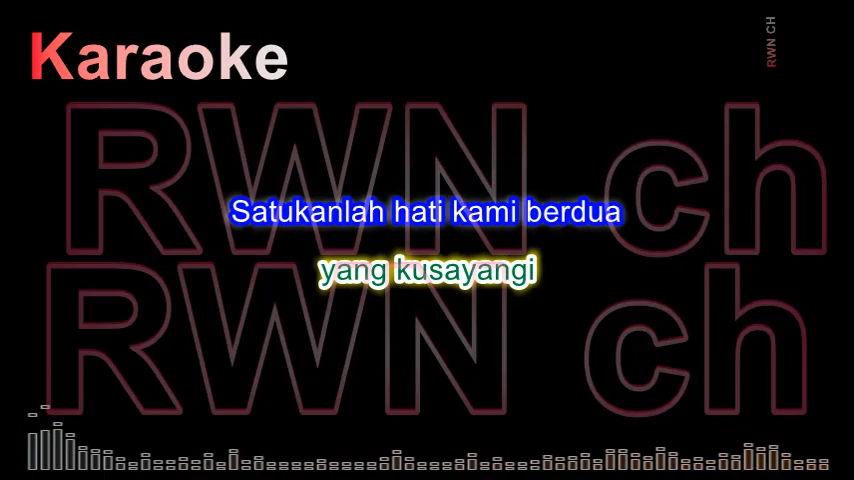 Karaoke
RWN CH
RWN ch
Satukanlah hati kami berdua
yang kusayangi
RWN ch